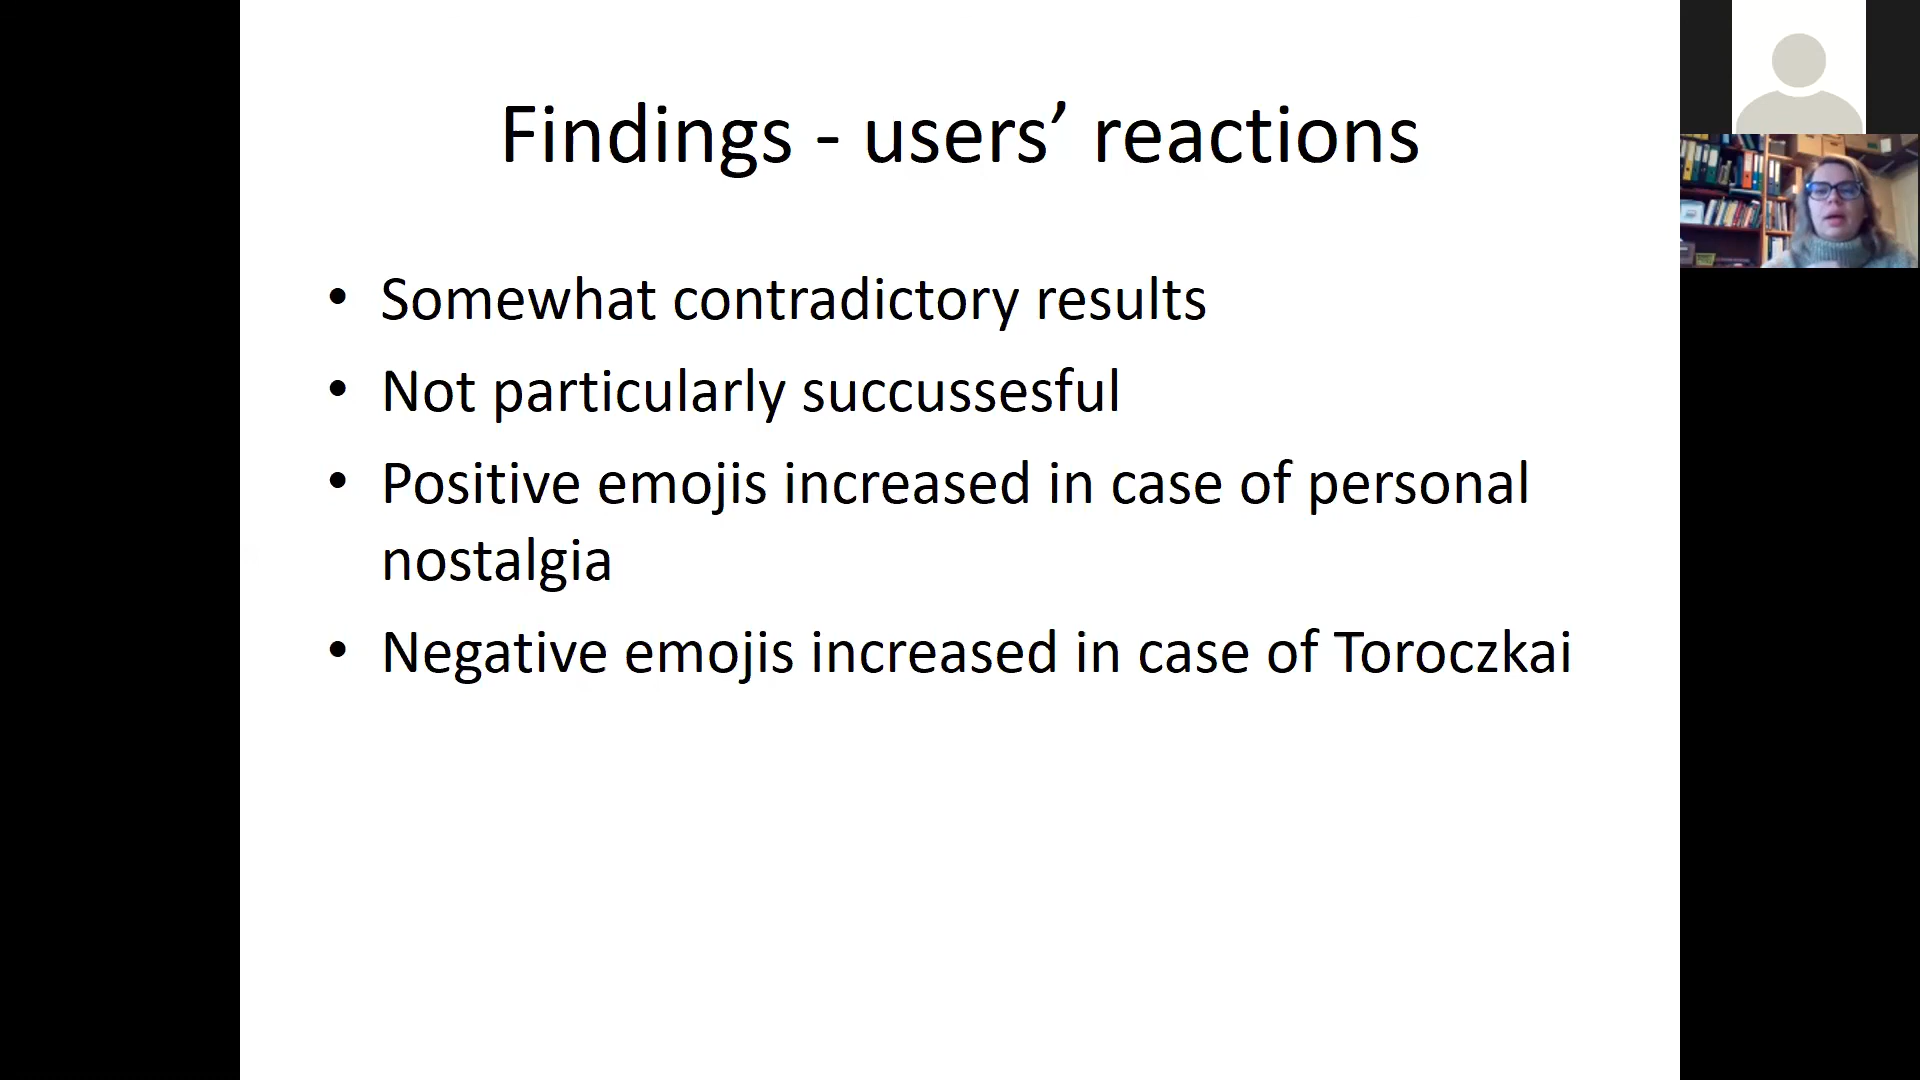 Findings - users’ reactions
• Somewhat contradictory results
• Not particularly succussesful
• Positive emojis increased in case of personal
nostalgia
• Negative emojis increased in case of Toroczkai